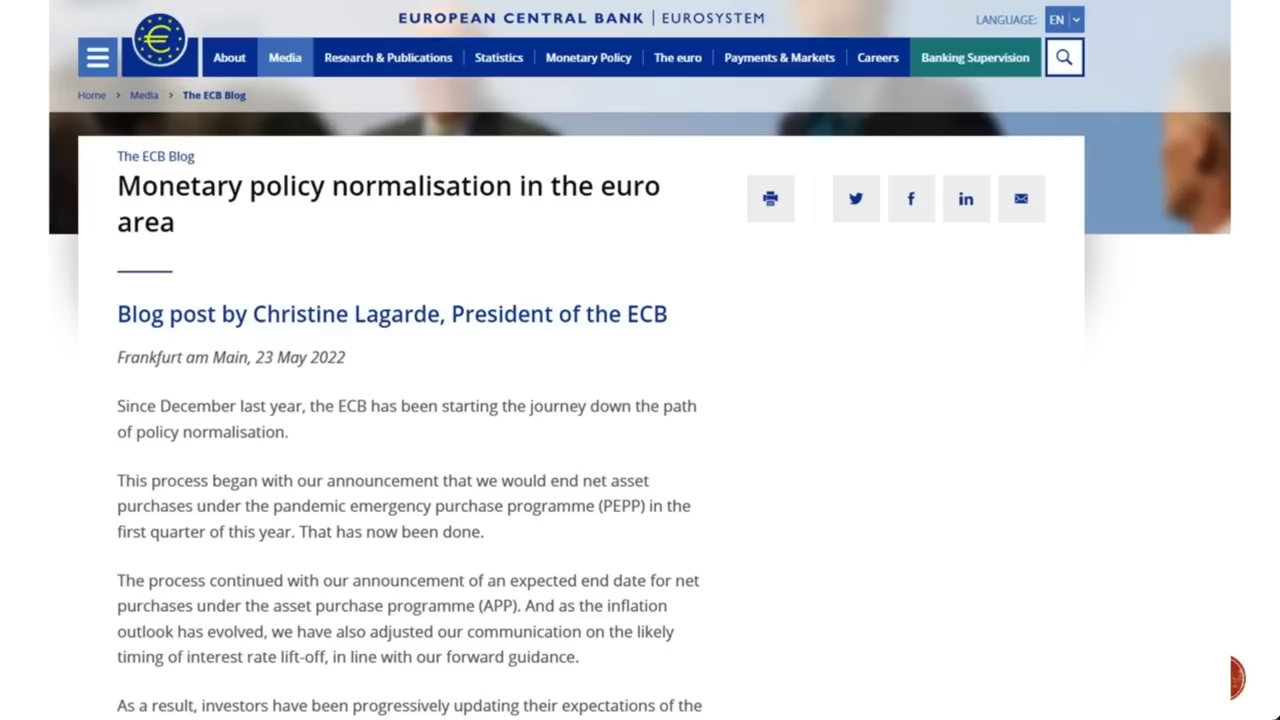 EUROPEAN CENTRAL BANK | EUROSYSTEM
LANGUAGE: EN
About Media Research & Publications Statistics Monetary Policy The euro Payments & Markets Careers Banking Supervision
Home > Media > The ECB Blog
The ECB Blog
Monetary policy normalisation in the euro
area
Blog post by Christine Lagarde, President of the ECB
Frankfurt am Main, 23 May 2022
Since December last year, the ECB has been starting the journey down the path
of policy normalisation.
This process began with our announcement that we would end net asset
purchases under the pandemic emergency purchase programme (PEPP) in the
first quarter of this year. That has now been done.
The process continued with our announcement of an expected end date for net
purchases under the asset purchase programme (APP). And as the inflation
outlook has evolved, we have also adjusted our communication on the likely
timing of interest rate lift-off, in line with our forward guidance.
As a result, investors have been progressively updating their expectations of the